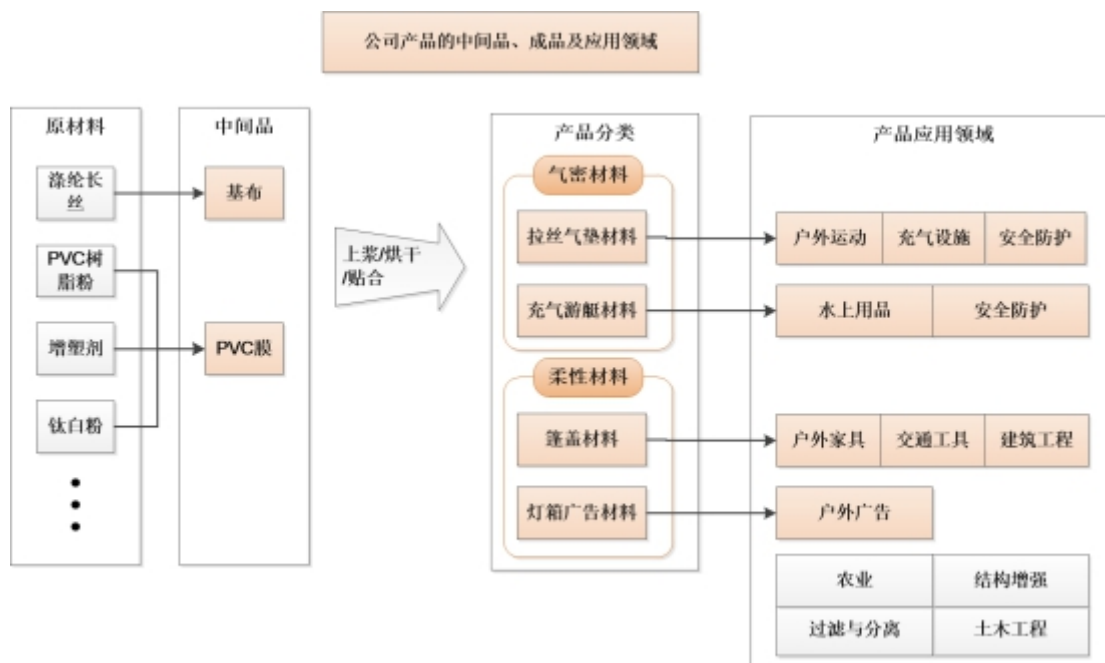 公司产品的中间品、成品及应用领域
原材料
涤纶长
丝
PVC树
脂粉
增塑剂
钛白粉
中间品
基布
PVC膜
上浆/烘干
/贴合
产品分类
气密材料
拉丝气垫材料
充气游艇材料
柔性材料
篷盖材料
灯箱广告材料
产品应用领域
户外运动 充气设施 安全防护
水上用品 安全防护
户外家具 交通工具 建筑工程
户外广告
农业 结构增强
过滤与分离 土木工程